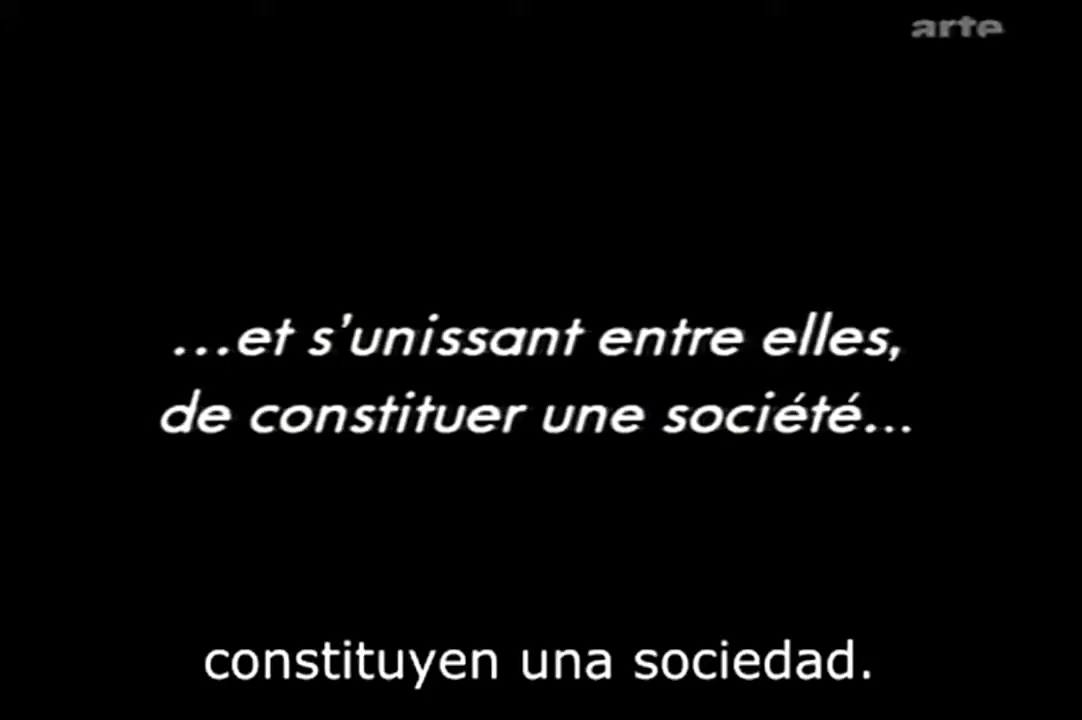 arte
...et s'unissant entre elles,
de constituer une société...
constituyen una sociedad.